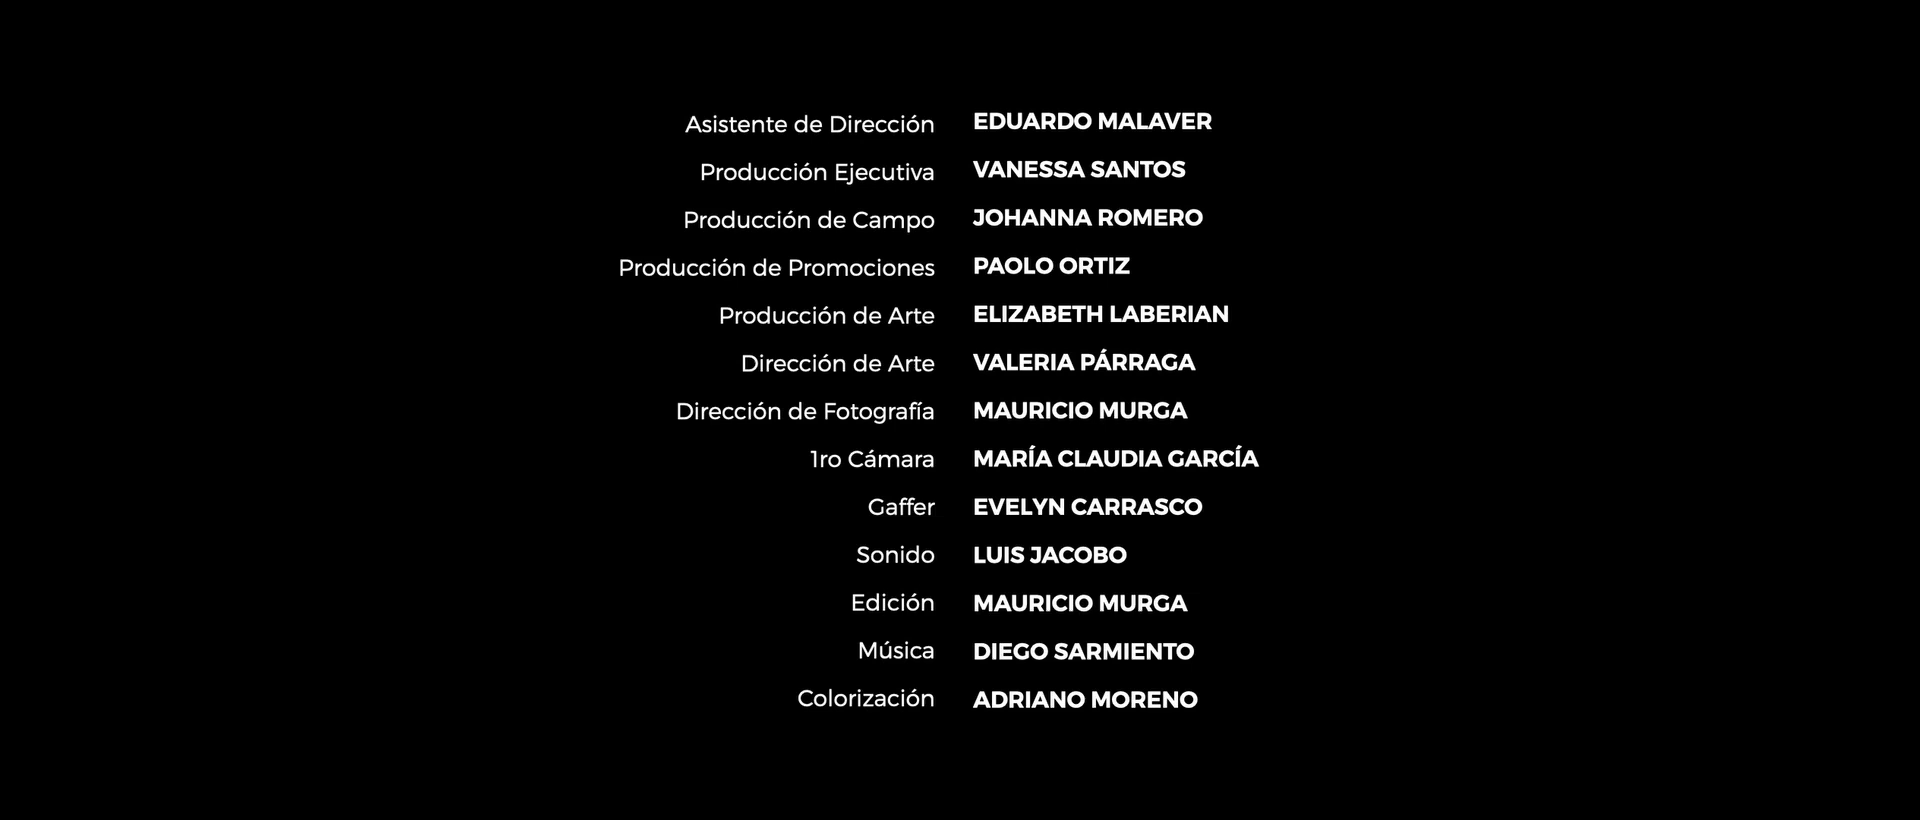 Asistente de Dirección EDUARDO MALAVER
Producción Ejecutiva VANESSA SANTOS
Producción de Campo JOHANNA ROMERO
Producción de Promociones PAOLO ORTIZ
Producción de Arte ELIZABETH LABERIAN
Dirección de Arte VALERIA PÁRRAGA
Dirección de Fotografía MAURICIO MURGA
1ro Cámara MARÍA CLAUDIA GARCÍA
Gaffer EVELYN CARRASCO
Sonido LUIS JACOBO
Edición MAURICIO MURGA
Música DIEGO SARMIENTO
Colorización ADRIANO MORENO